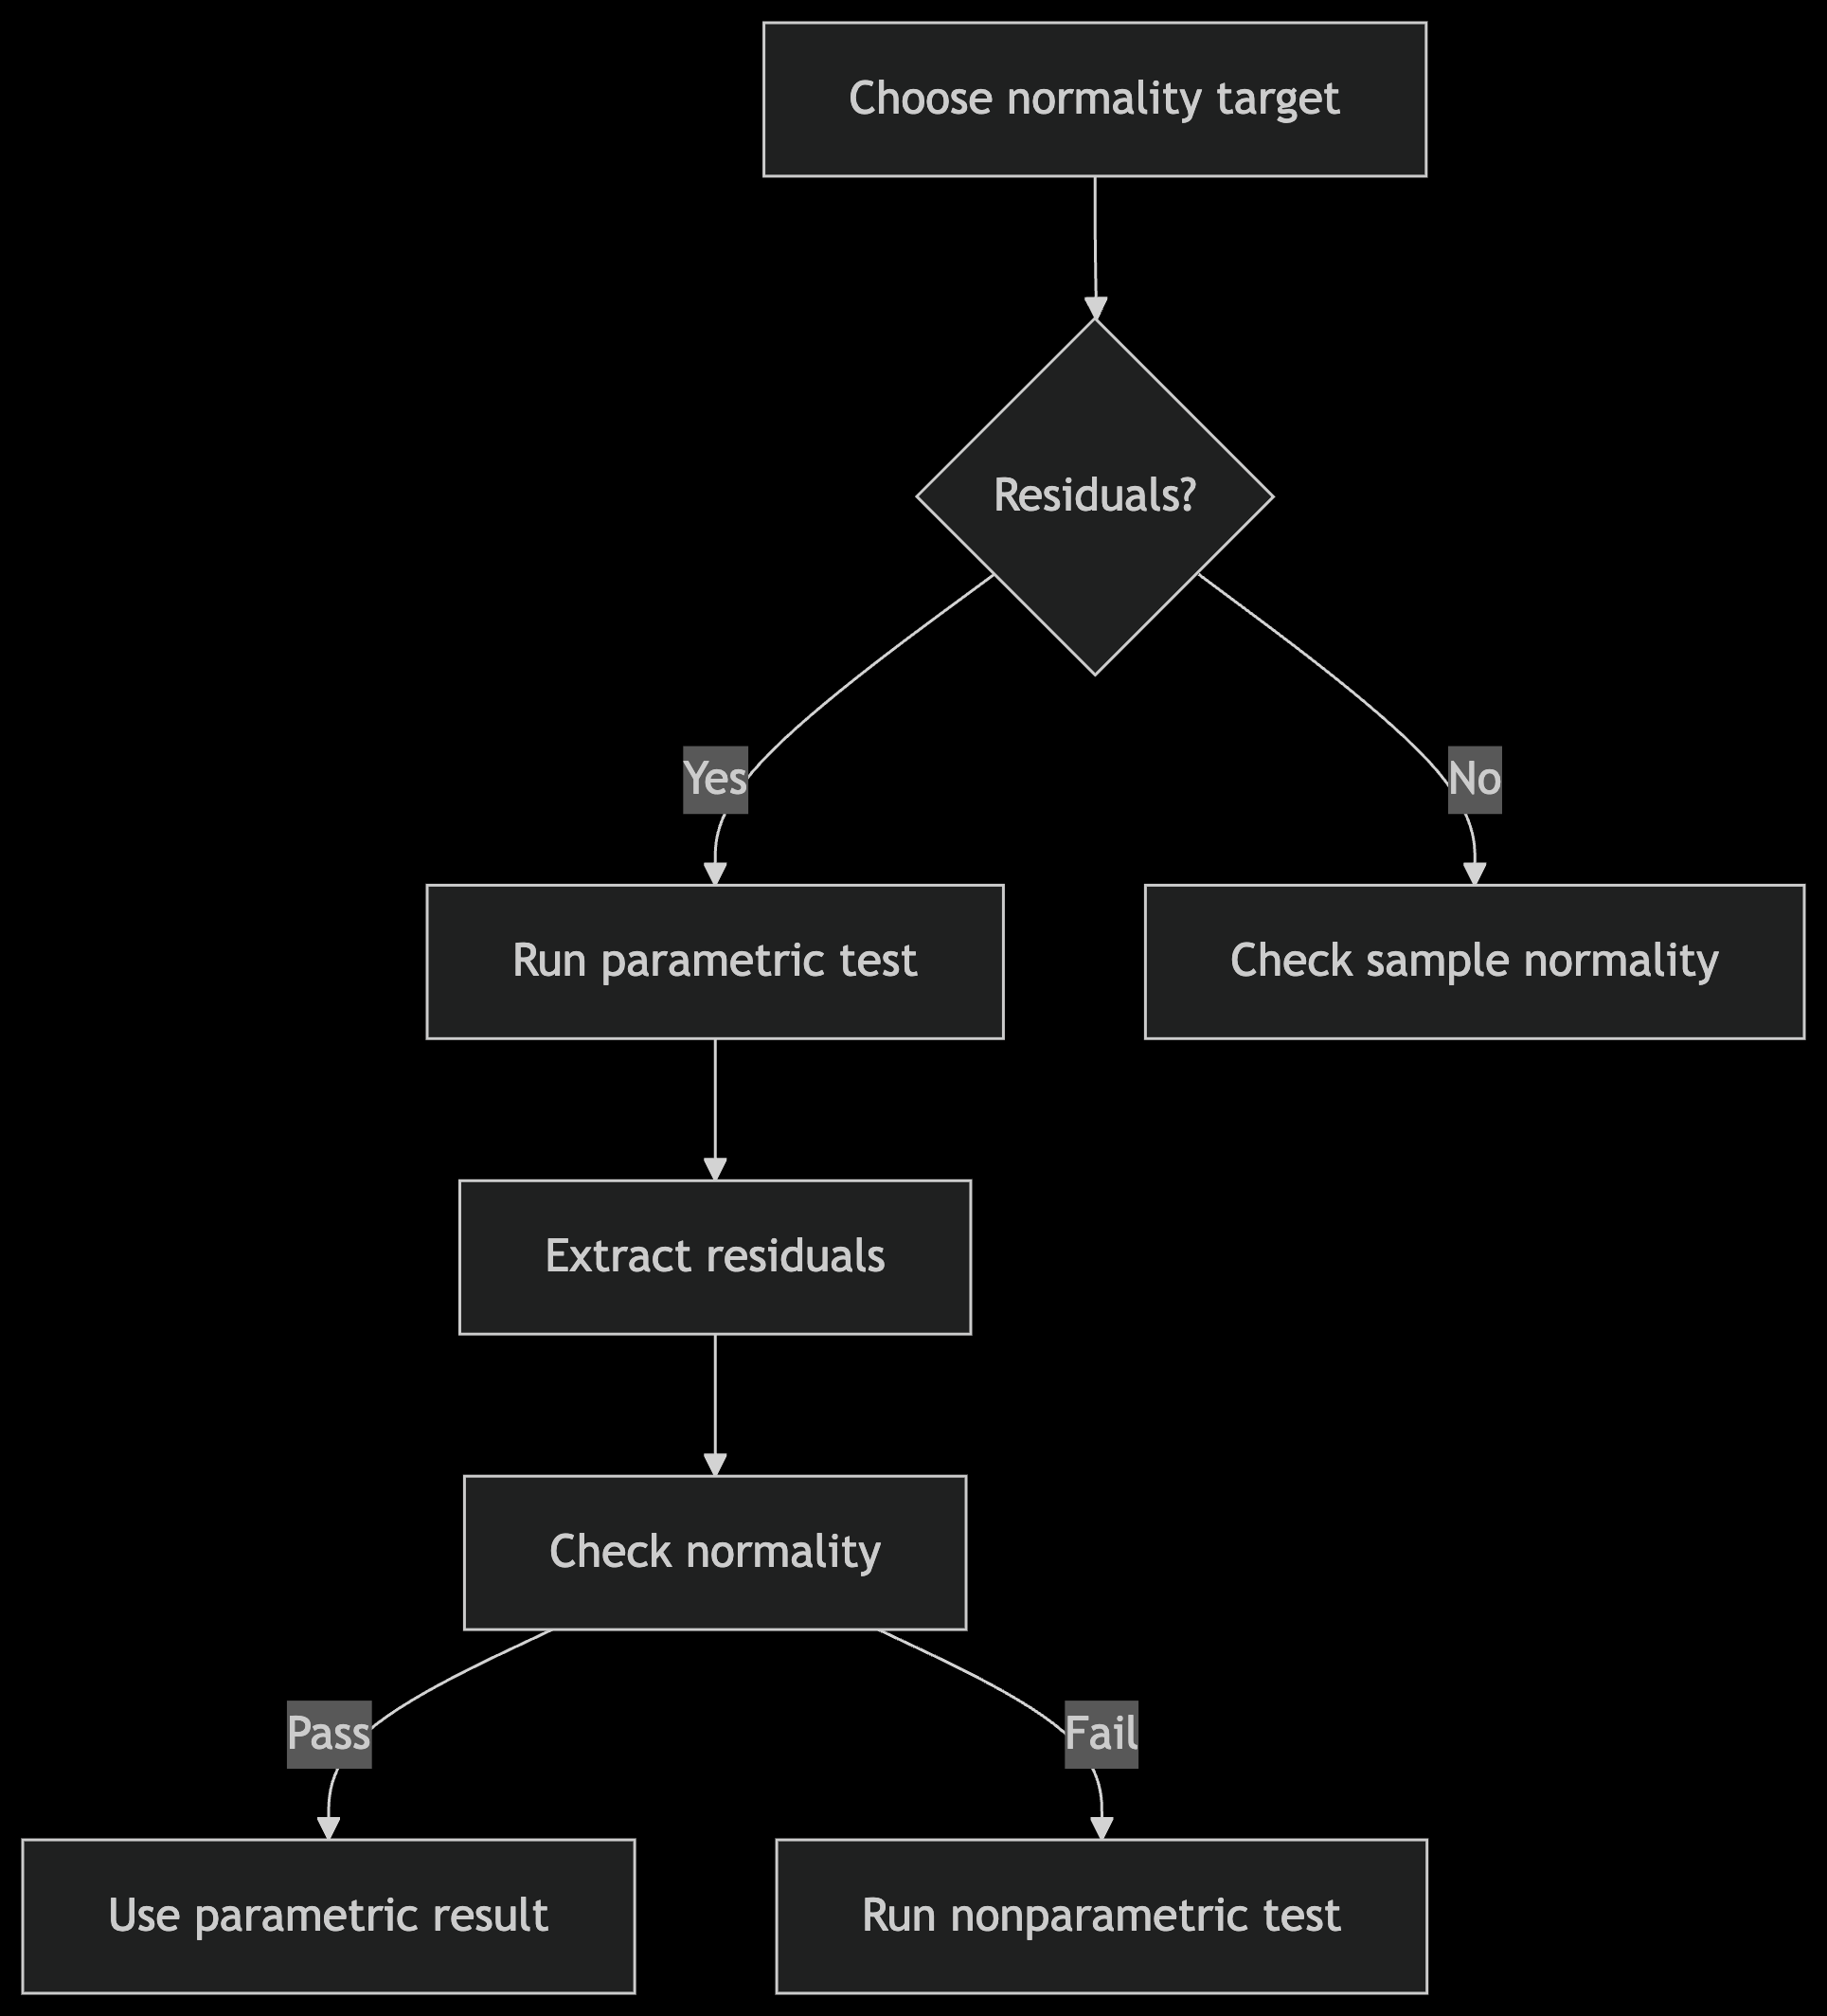 Choose normality target
Residuals?
Yes
No
Run parametric test
Check sample normality
Extract residuals
Check normality
Pass
Fail
Use parametric result
Run nonparametric test